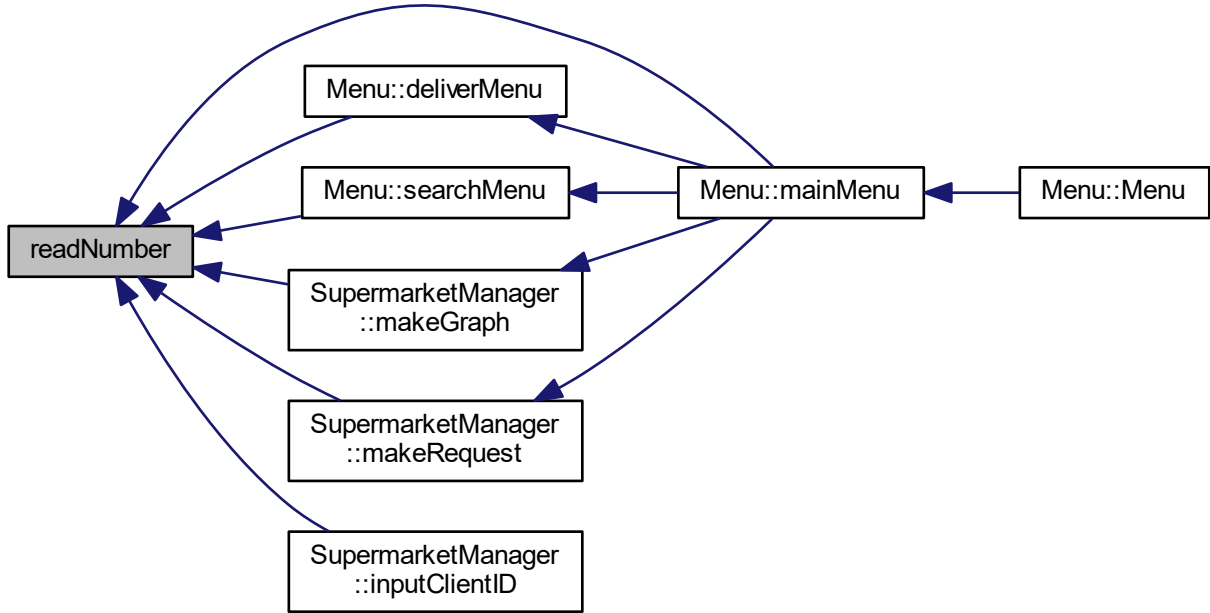 readNumber
Menu::deliverMenu
Menu::searchMenu
SupermarketManager
::makeGraph
SupermarketManager
::makeRequest
SupermarketManager
::inputClientID
Menu::mainMenu
Menu::Menu